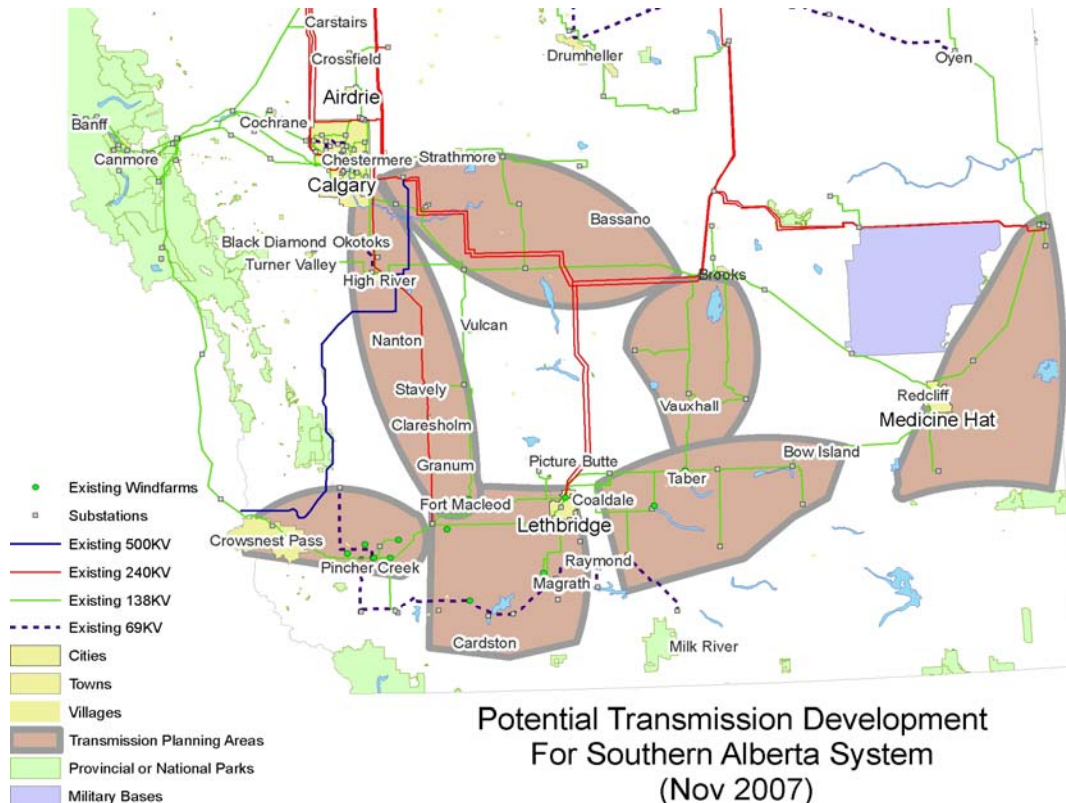 Carstairs
Crossfield
Drumheller
Oyen
Airdrie
Banff
Cochrane
Canmore
Chestermere
Strathmore
Calgary
Bassano
Black Diamond Okotoks
Turner Valley
High River
Brooks
Vulcan
Nanton
Stavely
Vauxhall
Redcliff
Claresholm
Medicine Hat
Granum
Picture Butte
Bow Island
Taber
Fort Macleod
Coaldale
Lethbridge
Crowsnest Pass
Pincher Creek
Raymond
Magrath
Cardston
Milk River
Existing Windfarms
Substations
Existing 500KV
Existing 240KV
Existing 138KV
Existing 69KV
Cities
Towns
Villages
Transmission Planning Areas
Provincial or National Parks
Military Bases
Potential Transmission Development
For Southern Alberta System
(Nov 2007)